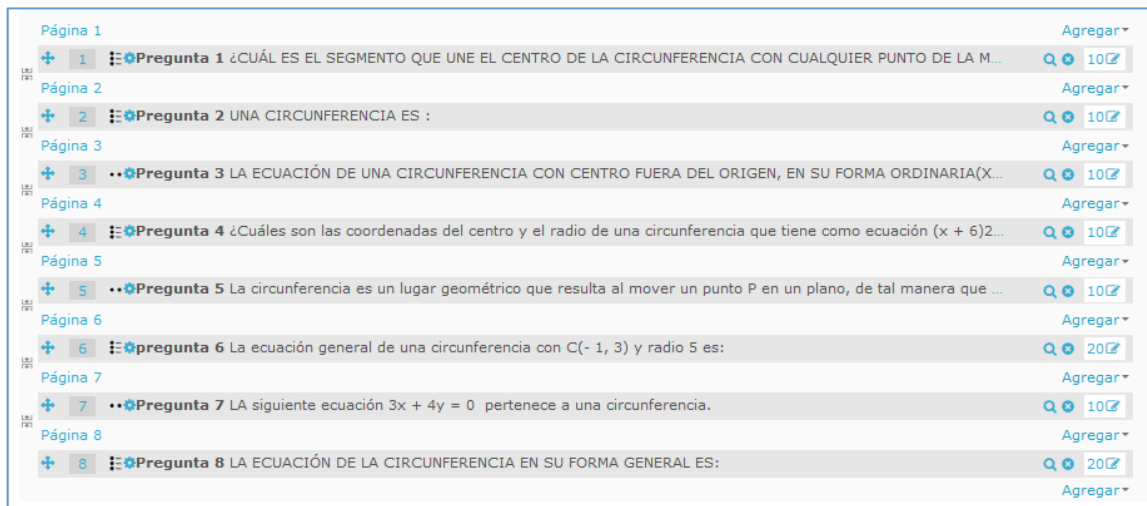 Página 1 Agregar
1 Pregunta 1 ¿CUÁL ES EL SEGMENTO QUE UNE EL CENTRO DE LA CIRCUNFERENCIA CON CUALQUIER PUNTO DE LA M... 10
Página 2 Agregar
2 Pregunta 2 UNA CIRCUNFERENCIA ES : 10
Página 3 Agregar
3 Pregunta 3 LA ECUACIÓN DE UNA CIRCUNFERENCIA CON CENTRO FUERA DEL ORIGEN, EN SU FORMA ORDINARIA(X... 10
Página 4 Agregar
4 Pregunta 4 ¿Cuáles son las coordenadas del centro y el radio de una circunferencia que tiene como ecuación (x + 6)2... 10
Página 5 Agregar
5 Pregunta 5 La circunferencia es un lugar geométrico que resulta al mover un punto P en un plano, de tal manera que ... 10
Página 6 Agregar
6 pregunta 6 La ecuación general de una circunferencia con C(- 1, 3) y radio 5 es: 20
Página 7 Agregar
7 Pregunta 7 LA siguiente ecuación 3x + 4y = 0 pertenece a una circunferencia. 10
Página 8 Agregar
8 Pregunta 8 LA ECUACIÓN DE LA CIRCUNFERENCIA EN SU FORMA GENERAL ES: 20
Agregar